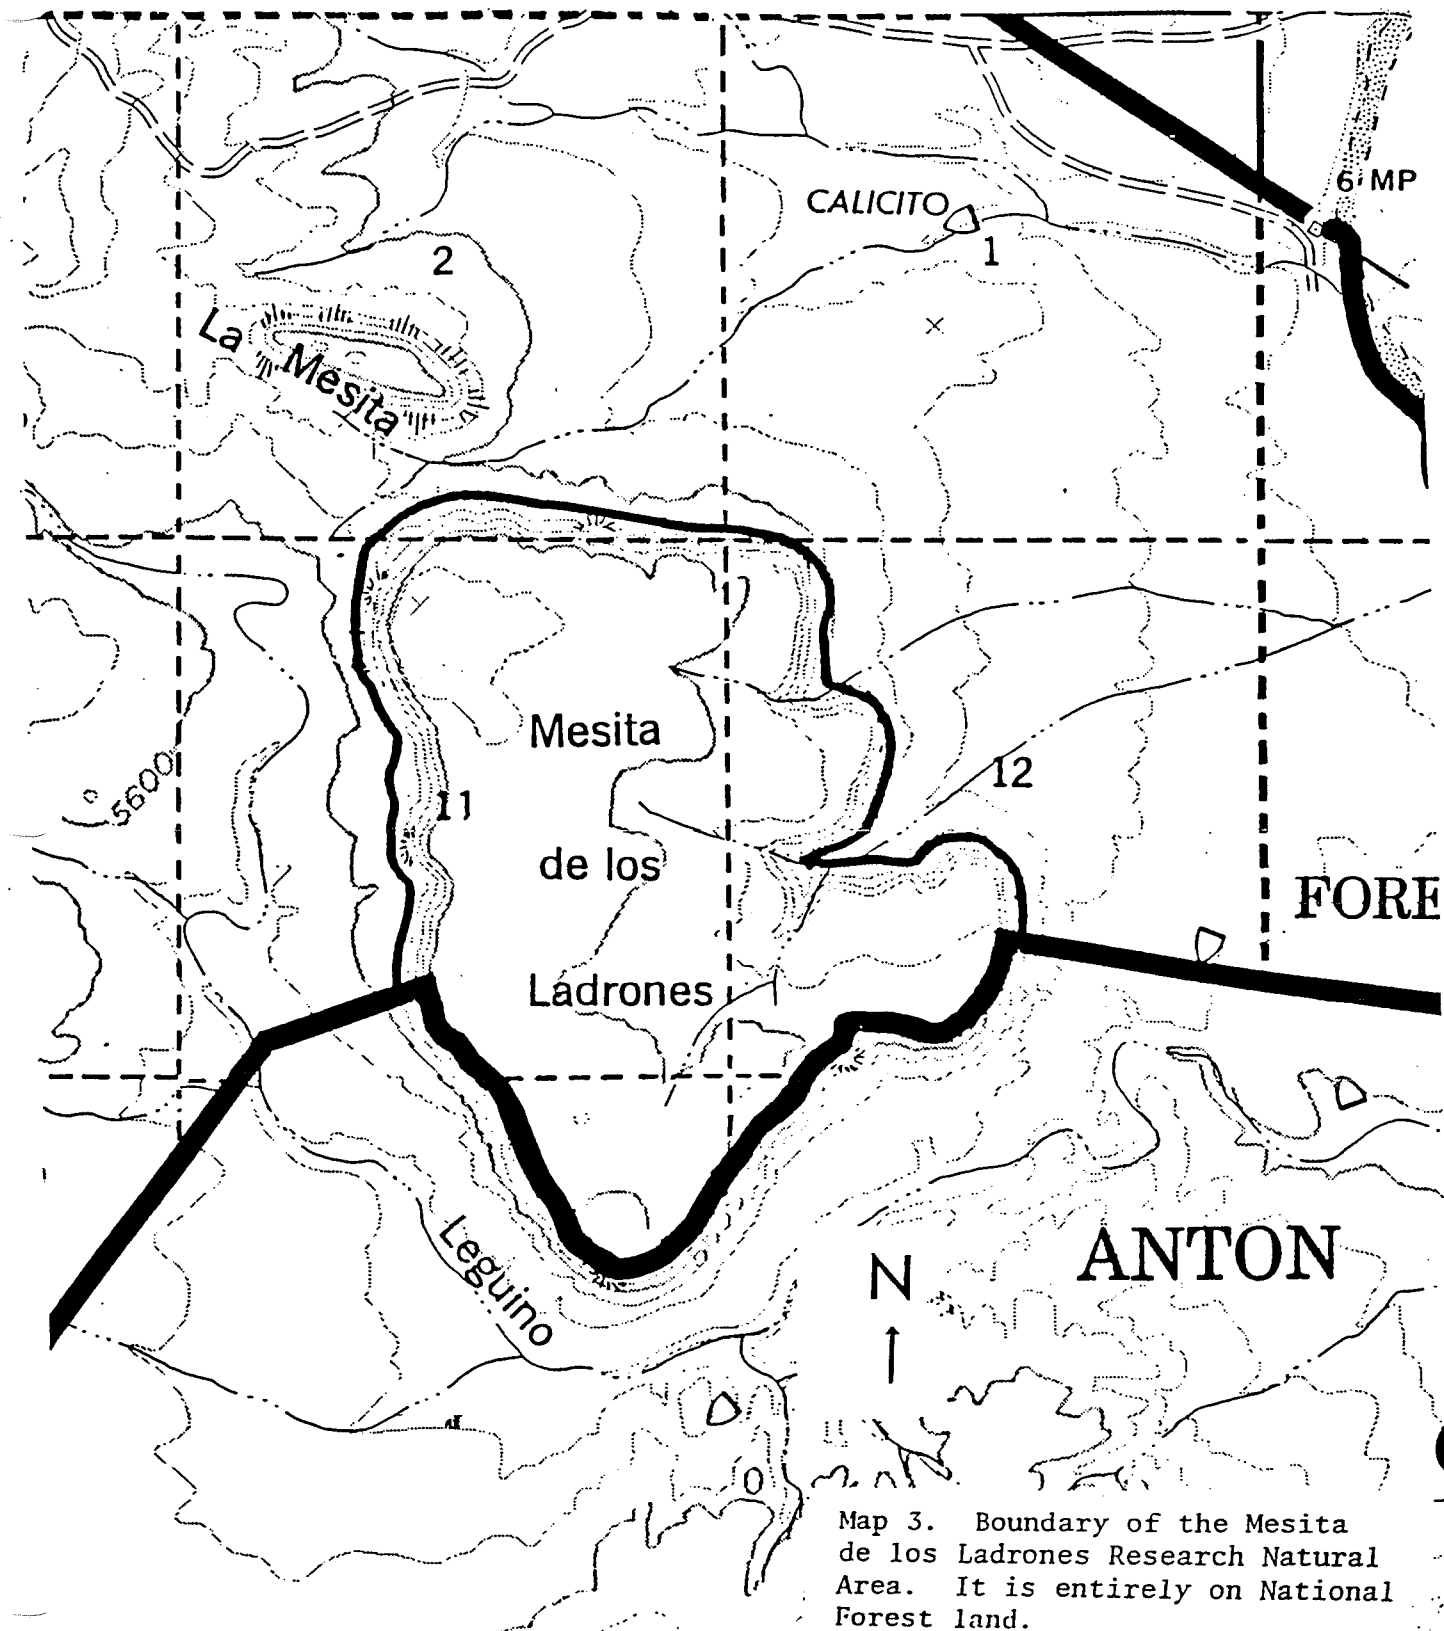 6 MP
CALICITO
1
2
La Mesita
Mesita
11
12
5600
de los
FORE
Ladrones
Leguino
ANTON
N
Map 3. Boundary of the Mesita
de los Ladrones Research Natural
Area. It is entirely on National
Forest land.